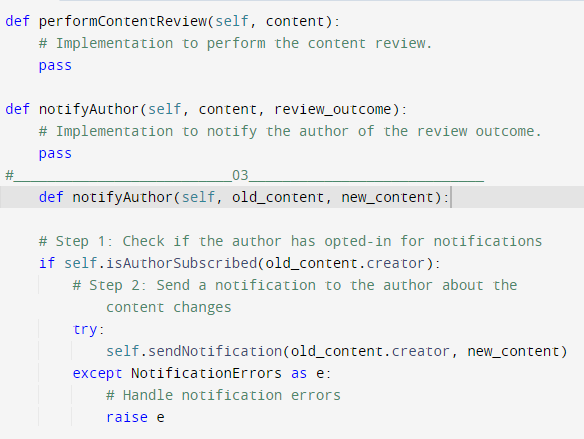 def performContentReview(self, content):
# Implementation to perform the content review.
pass
def notifyAuthor(self, content, review_outcome):
# Implementation to notify the author of the review outcome.
pass
#__________________________03____________________________
def notifyAuthor(self, old_content, new_content):
# Step 1: Check if the author has opted-in for notifications
if self.isAuthorSubscribed(old_content.creator):
# Step 2: Send a notification to the author about the
content changes
try:
self.sendNotification(old_content.creator, new_content)
except NotificationErrors as e:
# Handle notification errors
raise e